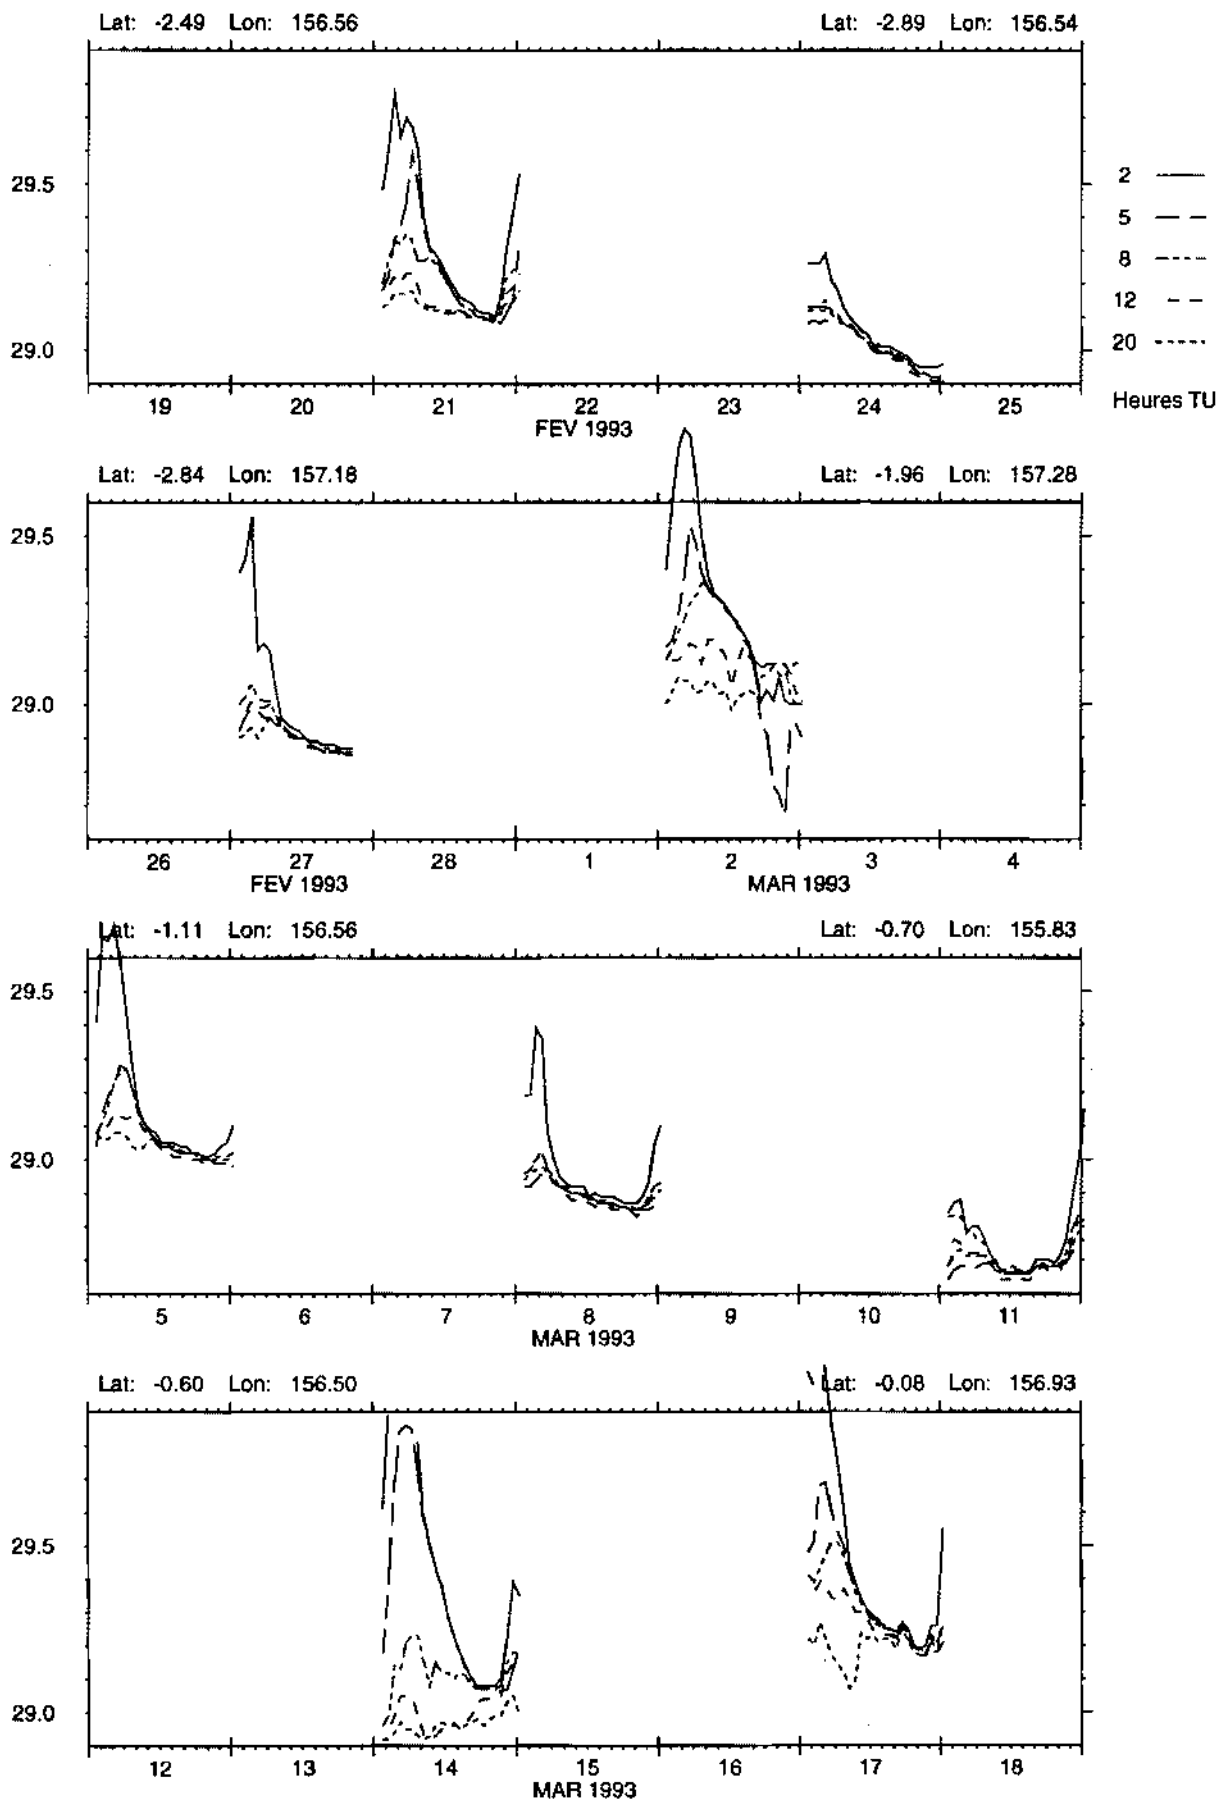 Lat: -2.49 Lon: 156.56 Lat: -2.89 Lon: 156.54
29.5
29.0
2
5
8
12
20
Heures TU
19 20 21 22 23 24 25
FEV 1993
Lat: -2.84 Lon: 157.18 Lat: -1.96 Lon: 157.28
29.5
29.0
26 27 28 1 2 3 4
FEV 1993 MAR 1993
Lat: -1.11 Lon: 156.56 Lat: -0.70 Lon: 155.83
29.5
29.0
5 6 7 8 9 10 11
MAR 1993
Lat: -0.60 Lon: 156.50 Lat: -0.08 Lon: 156.93
29.5
29.0
12 13 14 15 16 17 18
MAR 1993